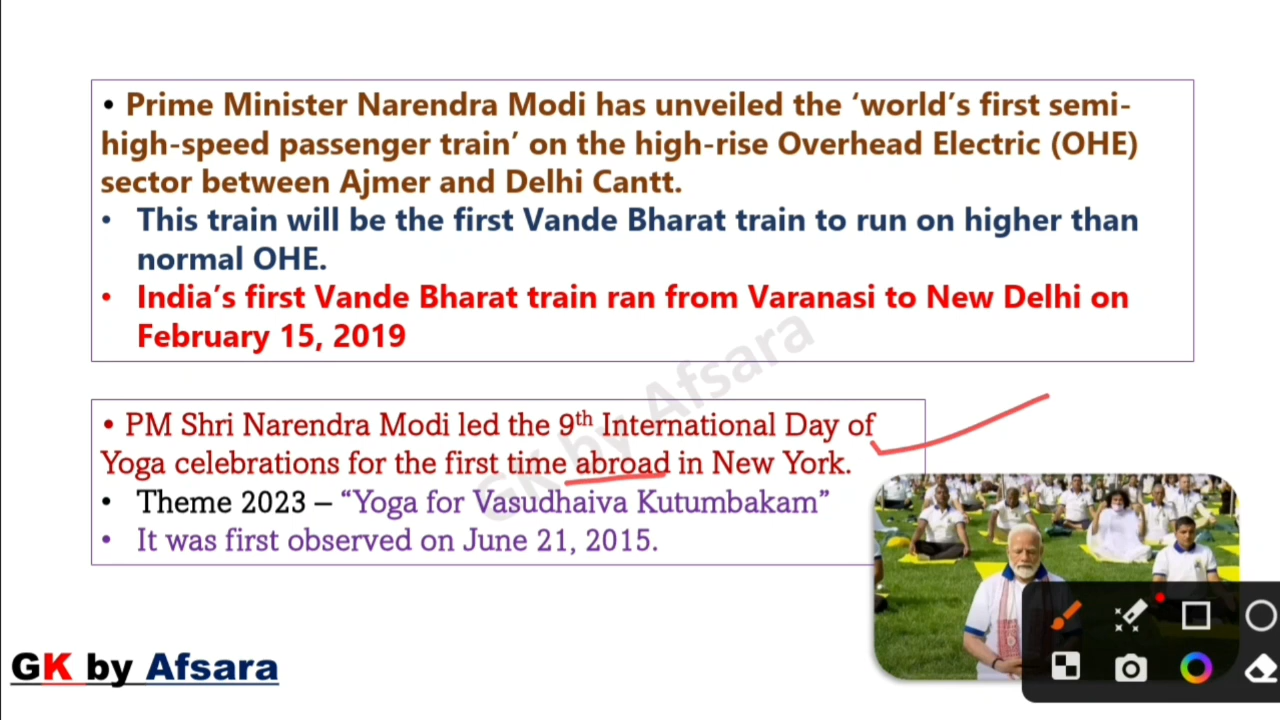 • Prime Minister Narendra Modi has unveiled the ‘world’s first semi-
high-speed passenger train’ on the high-rise Overhead Electric (OHE)
sector between Ajmer and Delhi Cantt.
• This train will be the first Vande Bharat train to run on higher than
normal OHE.
• India’s first Vande Bharat train ran from Varanasi to New Delhi on
February 15, 2019
• PM Shri Narendra Modi led the 9th International Day of
Yoga celebrations for the first time abroad in New York.
• Theme 2023 – “Yoga for Vasudhaiva Kutumbakam”
• It was first observed on June 21, 2015.
GK by Afsara
GK by Afsara